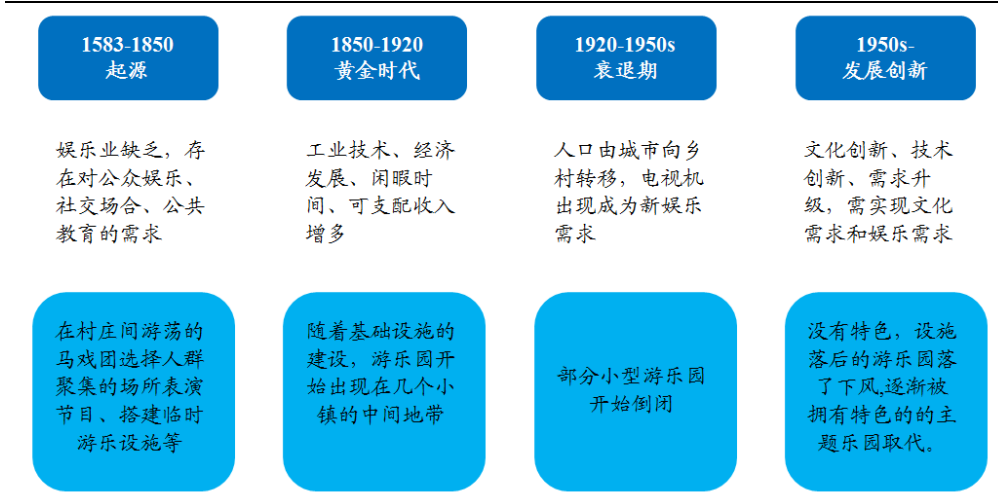 1583-1850
起源
1850-1920
黄金时代
1920-1950s
衰退期
1950s-
发展创新
娱乐业缺乏，存
在对公众娱乐、
社交场合、公共
教育的需求
工业技术、经济
发展、闲暇时
间、可支配收入
增多
人口由城市向乡
村转移，电视机
出现成为新娱乐
需求
文化创新、技术
创新、需求升
级，需实现文化
需求和娱乐需求
在村庄间游荡的
马戏团选择人群
聚集的场所表演
节目、搭建临时
游乐设施等
随着基础设施的
建设，游乐园开
始出现在几个小
镇的中间地带
部分小型游乐园
开始倒闭
没有特色，设施
落后的游乐园落
了下风,逐渐被
拥有特色的的主
题乐园取代。